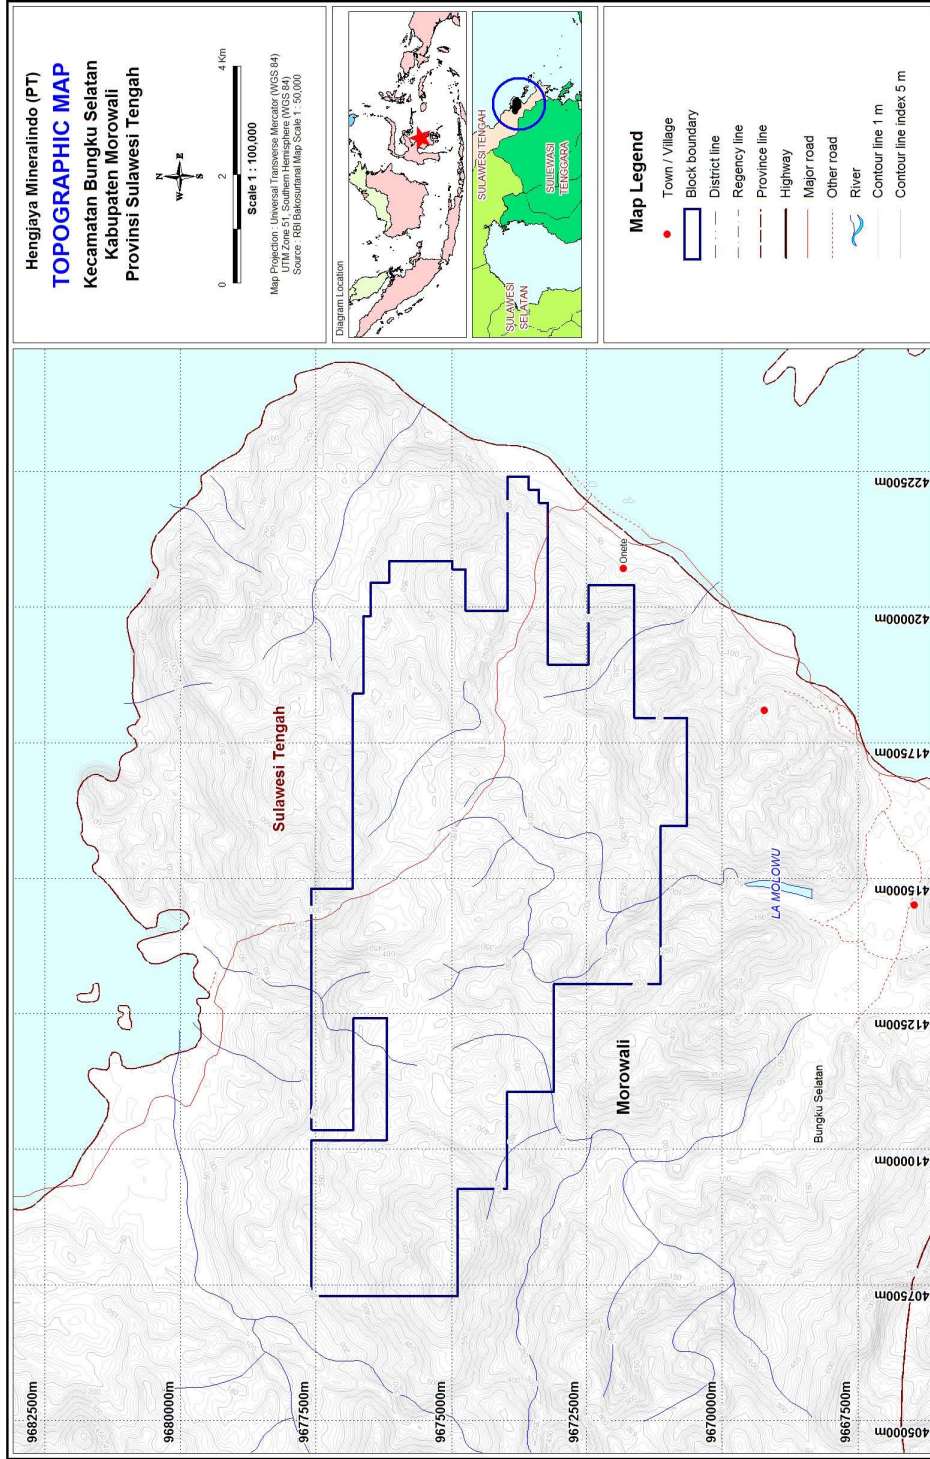 Hengjaya Mineralindo (PT)
TOPOGRAPHIC MAP
Kecamatan Bungku Selatan
Kabupaten Morowali
Provinsi Sulawesi Tengah
N
W
E
S
0
2
4 Km
Scale 1 : 100,000
Map Projection : Universal Transverse Mercator (WGS 84)
UTM Zone 51, Southern Hemisphere (WGS 84)
Source : RBI Bakosurtanal Map Scale 1 : 50,000
Diagram Location
SULAWESI TENGAH
SULAWESI
SELATAN
SULEWASI
TENGGARA
Map Legend
Town / Village
Block boundary
District line
Regency line
Province line
Highway
Major road
Other road
River
Contour line 1 m
Contour line index 5 m
9682500m
9680000m
9677500m
9675000m
9672500m
9670000m
9667500m
405000m
407500m
410000m
412500m
415000m
417500m
420000m
422500m
Sulawesi Tengah
Morowali
Bungku Selatan
LA MOLOWU
Onete